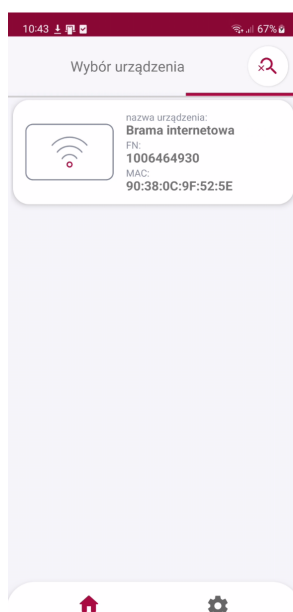 10:43 67%
Wybór urządzenia
nazwa urządzenia:
Brama internetowa
FN:
1006464930
MAC:
90:38:0C:9F:52:5E